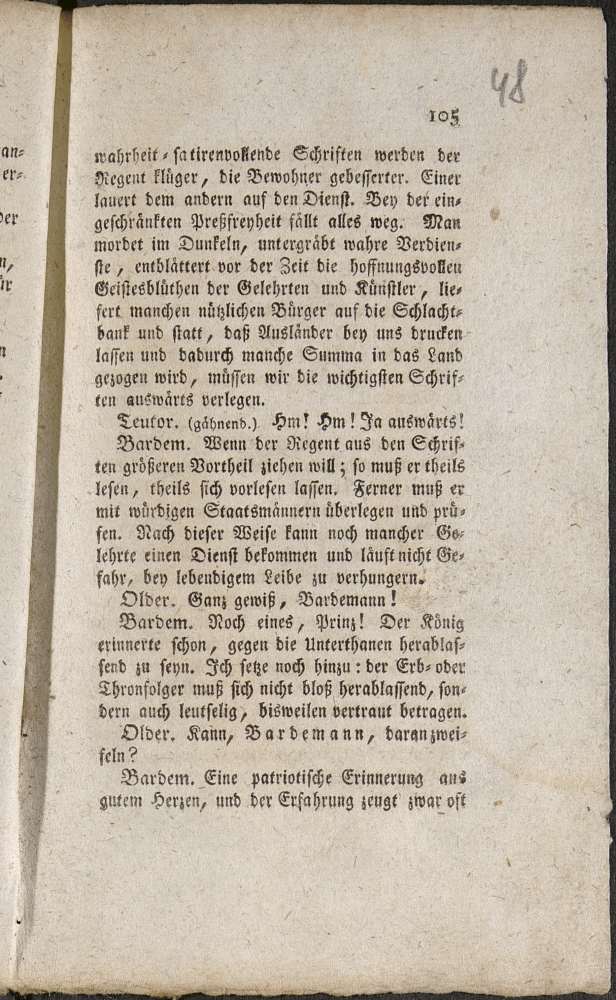 48
105
an-
er-
der
n,
ür
n
wahrheit-satirenvollende Schriften werden der
Regent klüger, die Bewohner gebesserter. Einer
lauert dem andern auf den Dienst. Bey der ein-
geschränkten Preßfreyheit fällt alles weg. Man
mordet im Dunkeln, untergräbt wahre Verdien-
ste, entblättert vor der Zeit die hoffnungsvollen
Geistesblüthen der Gelehrten und Künstler, lie-
fert manchen nützlichen Bürger auf die Schlacht-
bank und statt, daß Ausländer bey uns drucken
lassen und dadurch manche Summa in das Land
gezogen wird, müssen wir die wichtigsten Schrif-
ten auswärts verlegen.
Teutor. (gähnend.) Hm! Hm! Ja auswärts!
Bardem. Wenn der Regent aus den Schrif-
ten größeren Vortheil ziehen will; so muß er theils
lesen, theils sich vorlesen lassen. Ferner muß er
mit würdigen Staatsmännern überlegen und prü-
fen. Nach dieser Weise kann noch mancher Ge-
lehrte einen Dienst bekommen und läuft nicht Ge-
fahr, bey lebendigem Leibe zu verhungern.
Older. Ganz gewiß, Bardemann!
Bardem. Noch eines, Prinz! Der König
erinnerte schon, gegen die Unterthanen herablas-
send zu seyn. Ich setze noch hinzu: der Erb- oder
Thronfolger muß sich nicht bloß herablassend, son-
dern auch leutselig, bisweilen vertraut betragen.
Older. Kann, Bardemann, daran zwei-
feln?
Bardem. Eine patriotische Erinnerung aus
gutem Herzen, und der Erfahrung zeugt zwar oft